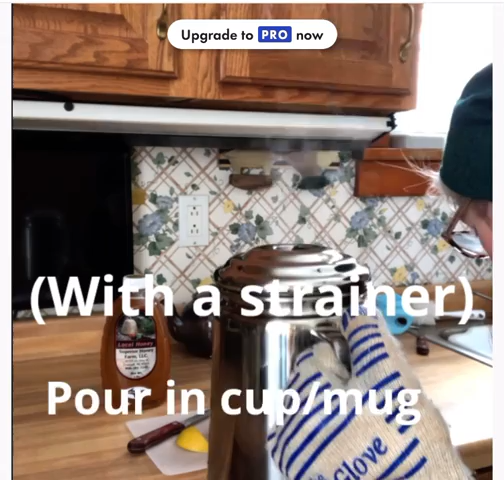 Upgrade to PRO now
(With a strainer)
Local Honey
Pour in cup/mug
Glove